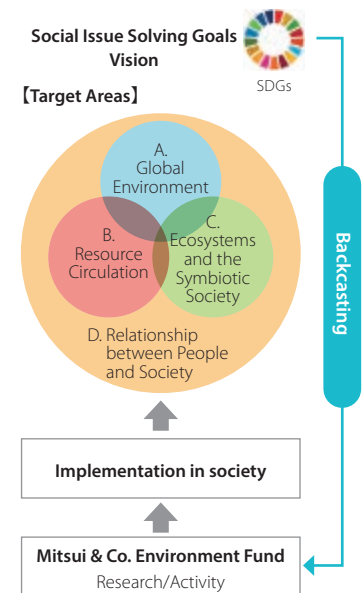 Social Issue Solving Goals
Vision
SDGs
【Target Areas】
A.
Global
Environment
B.
Resource
Circulation
C.
Ecosystems
and the
Symbiotic
Society
D. Relationship
between People
and Society
Backcasting
Implementation in society
Mitsui & Co. Environment Fund
Research/Activity